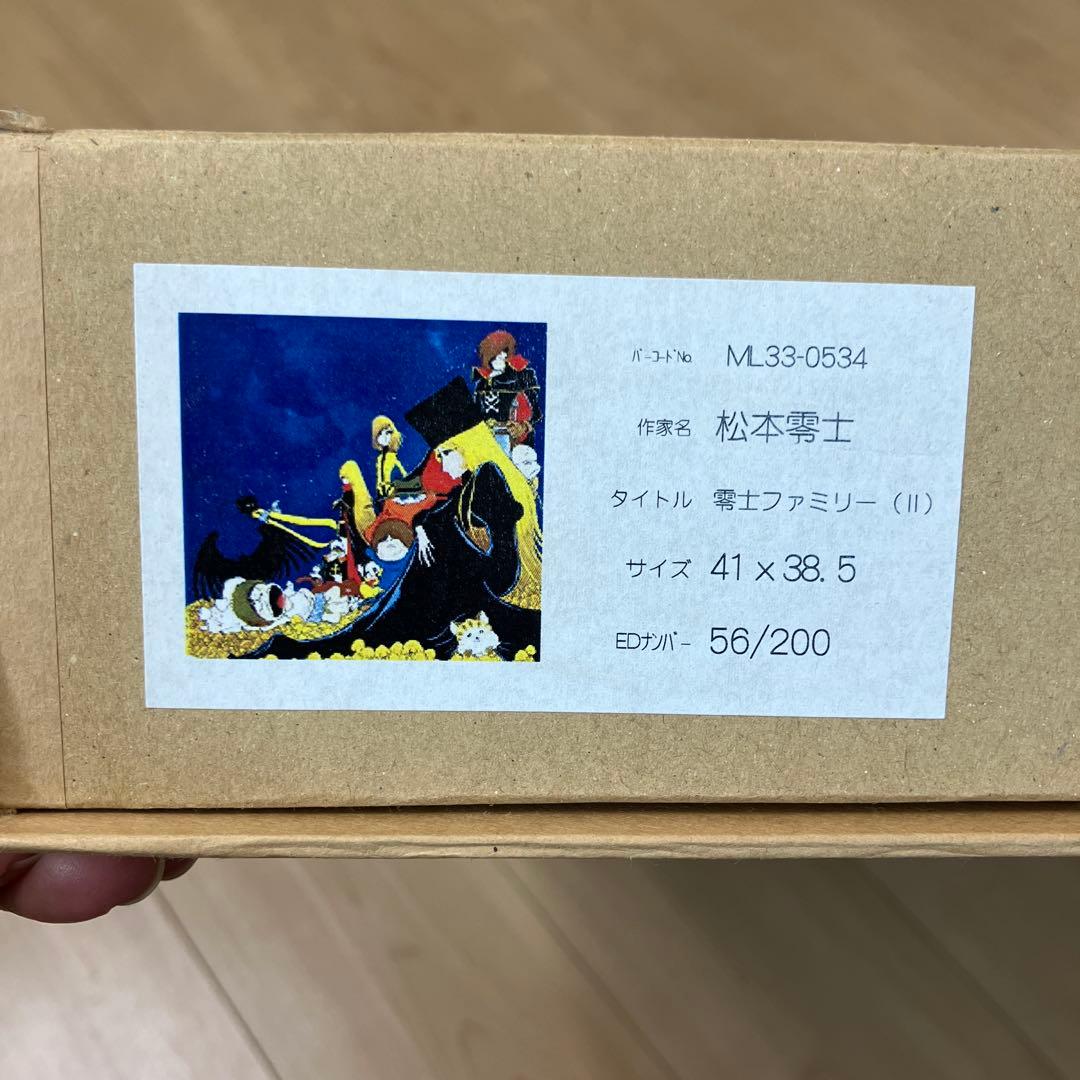 ﾊﾞｰｺｰﾄﾞNo. ML33-0534
作家名 松本零士
タイトル 零士ファミリー（Ⅱ）
サイズ 41x38.5
EDﾅﾝﾊﾞｰ 56/200